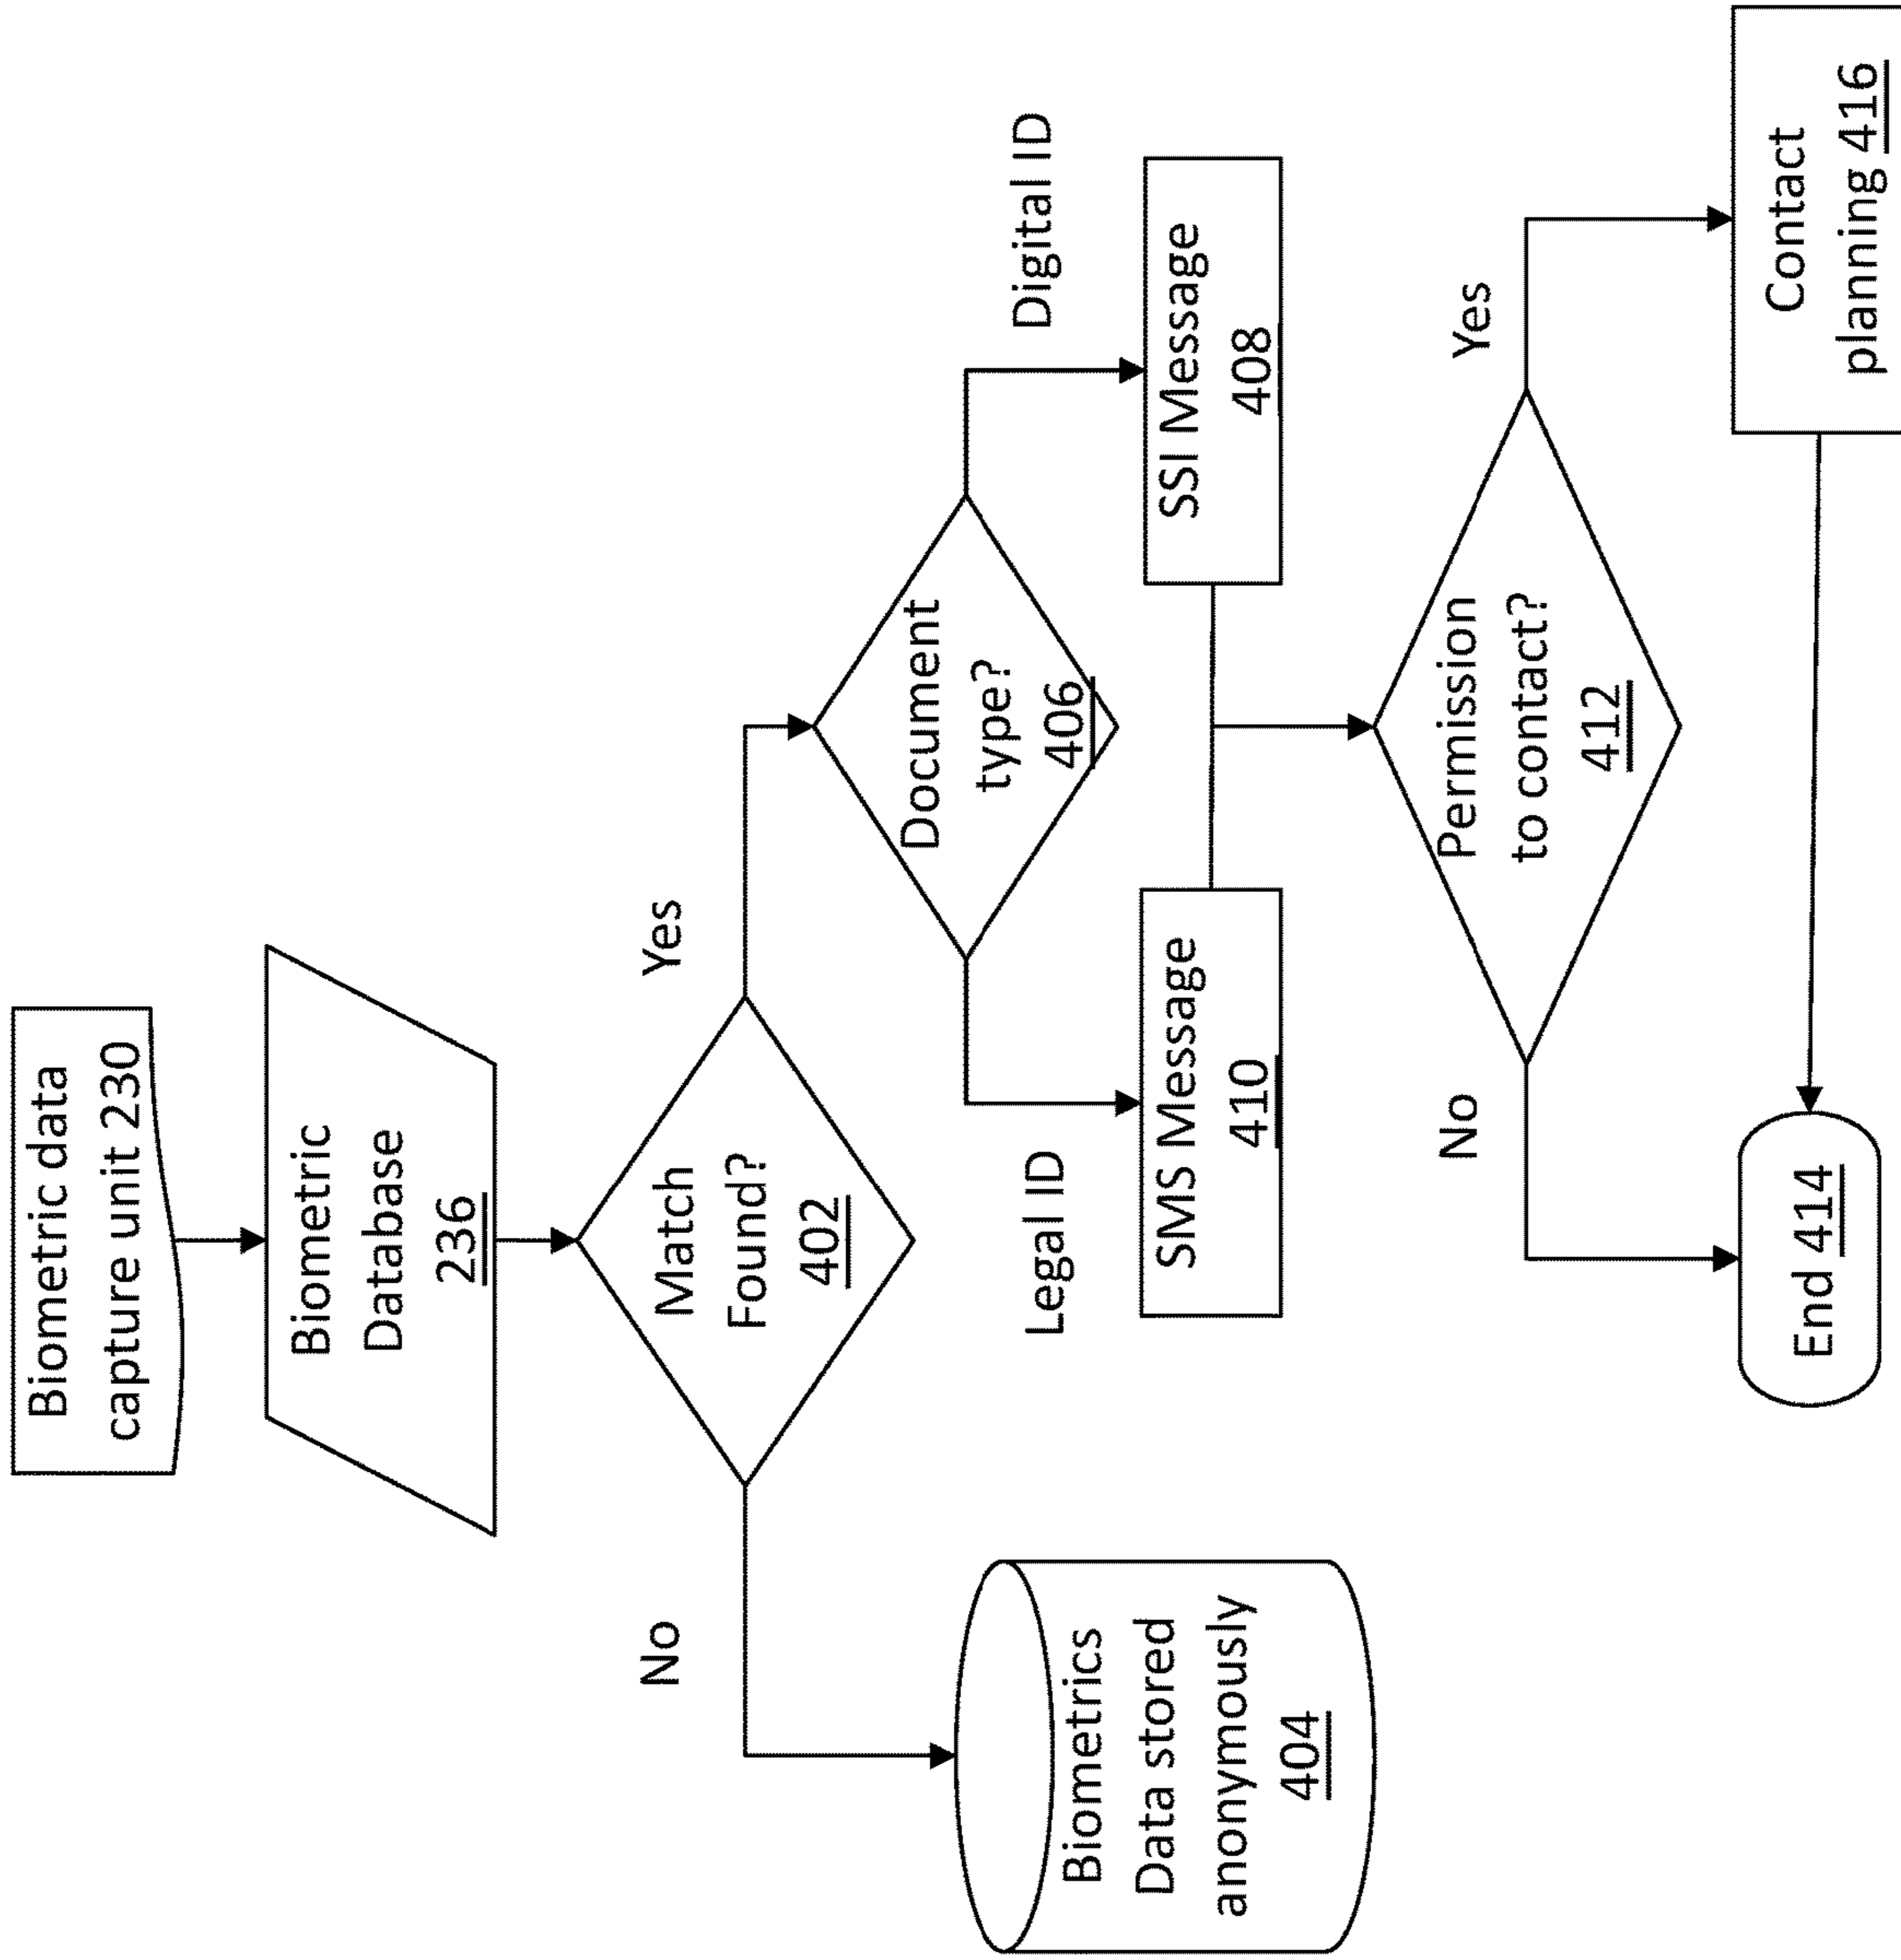 Biometric data
capture unit 230
Biometric
Database
236
Match
Found?
402
No
Yes
Biometrics
Data stored
anonymously
404
Document
type?
406
Legal ID
Digital ID
SMS Message
410
SSI Message
408
Permission
to contact?
412
No
Yes
End 414
Contact
planning 416